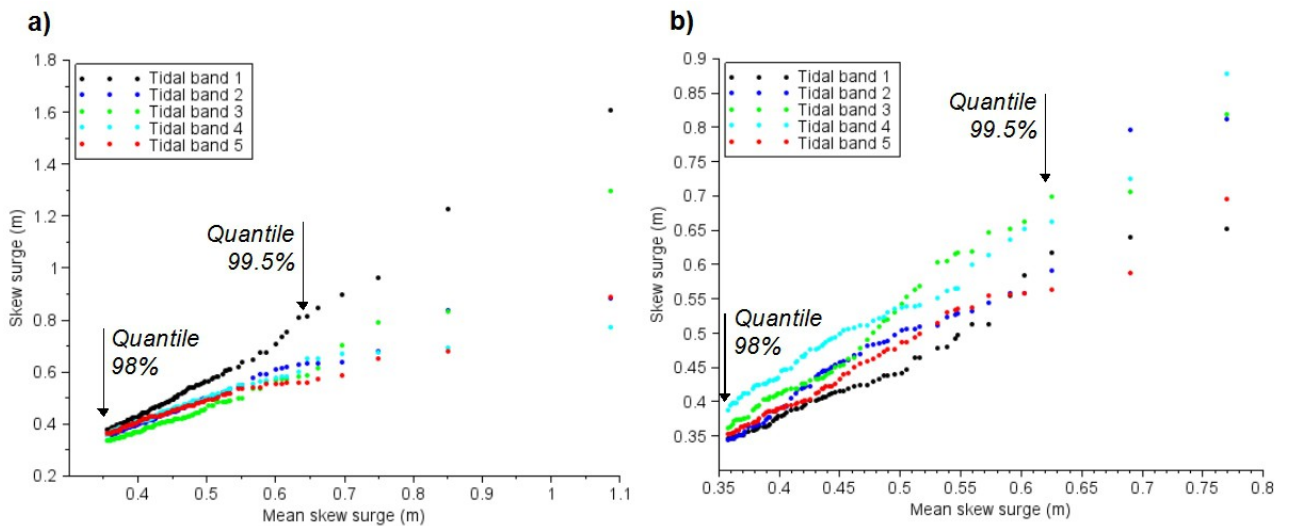 a)
1.8
1.6
1.4
1.2
1
0.8
0.6
0.4
0.2
Skew surge (m)
Tidal band 1
Tidal band 2
Tidal band 3
Tidal band 4
Tidal band 5
Quantile
99.5%
Quantile
98%
0.4
0.5
0.6
0.7
0.8
0.9
1
1.1
Mean skew surge (m)
b)
0.9
0.85
0.8
0.75
0.7
0.65
0.6
0.55
0.5
0.45
0.4
0.35
Skew surge (m)
Tidal band 1
Tidal band 2
Tidal band 3
Tidal band 4
Tidal band 5
Quantile
99.5%
Quantile
98%
0.35
0.4
0.45
0.5
0.55
0.6
0.65
0.7
0.75
0.8
Mean skew surge (m)